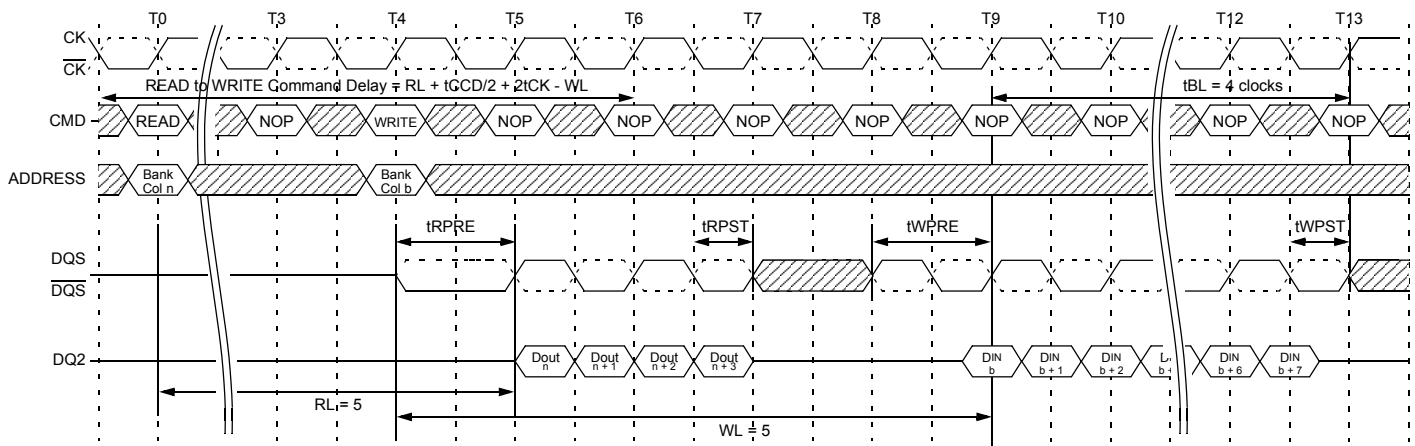 T0 T3 T4 T5 T6 T7 T8 T9 T10 T12 T13
CK
CK
READ to WRITE Command Delay = RL + tCCD/2 + 2tCK - WL
tBL = 4 clocks
CMD READ NOP WRITE NOP NOP NOP NOP NOP NOP NOP NOP
ADDRESS
Bank
Col n
Bank
Col b
tRPRE tRPST tWPRE tWPST
DQS
DQS
DQ2
Dout
n
Dout
n + 1
Dout
n + 2
Dout
n + 3
DIN
b
DIN
b + 1
DIN
b + 2
DIN
b + 6
DIN
b + 7
RL = 5
WL = 5